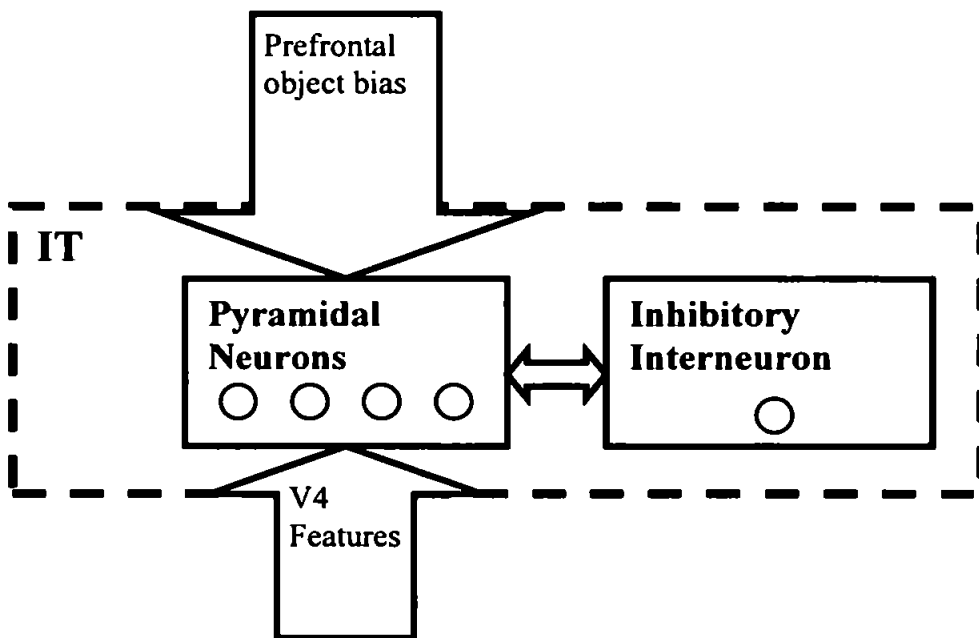 Prefrontal
object bias
IT
Pyramidal
Neurons
Inhibitory
Interneuron
V4
Features